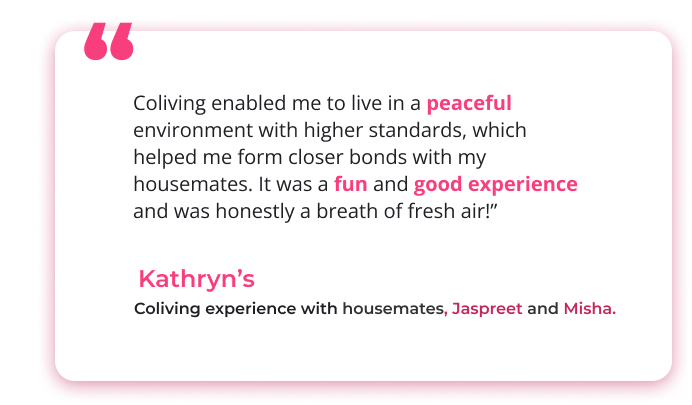 “
Coliving enabled me to live in a peaceful
environment with higher standards, which
helped me form closer bonds with my
housemates. It was a fun and good experience
and was honestly a breath of fresh air!”
Kathryn’s
Coliving experience with housemates, Jaspreet and Misha.